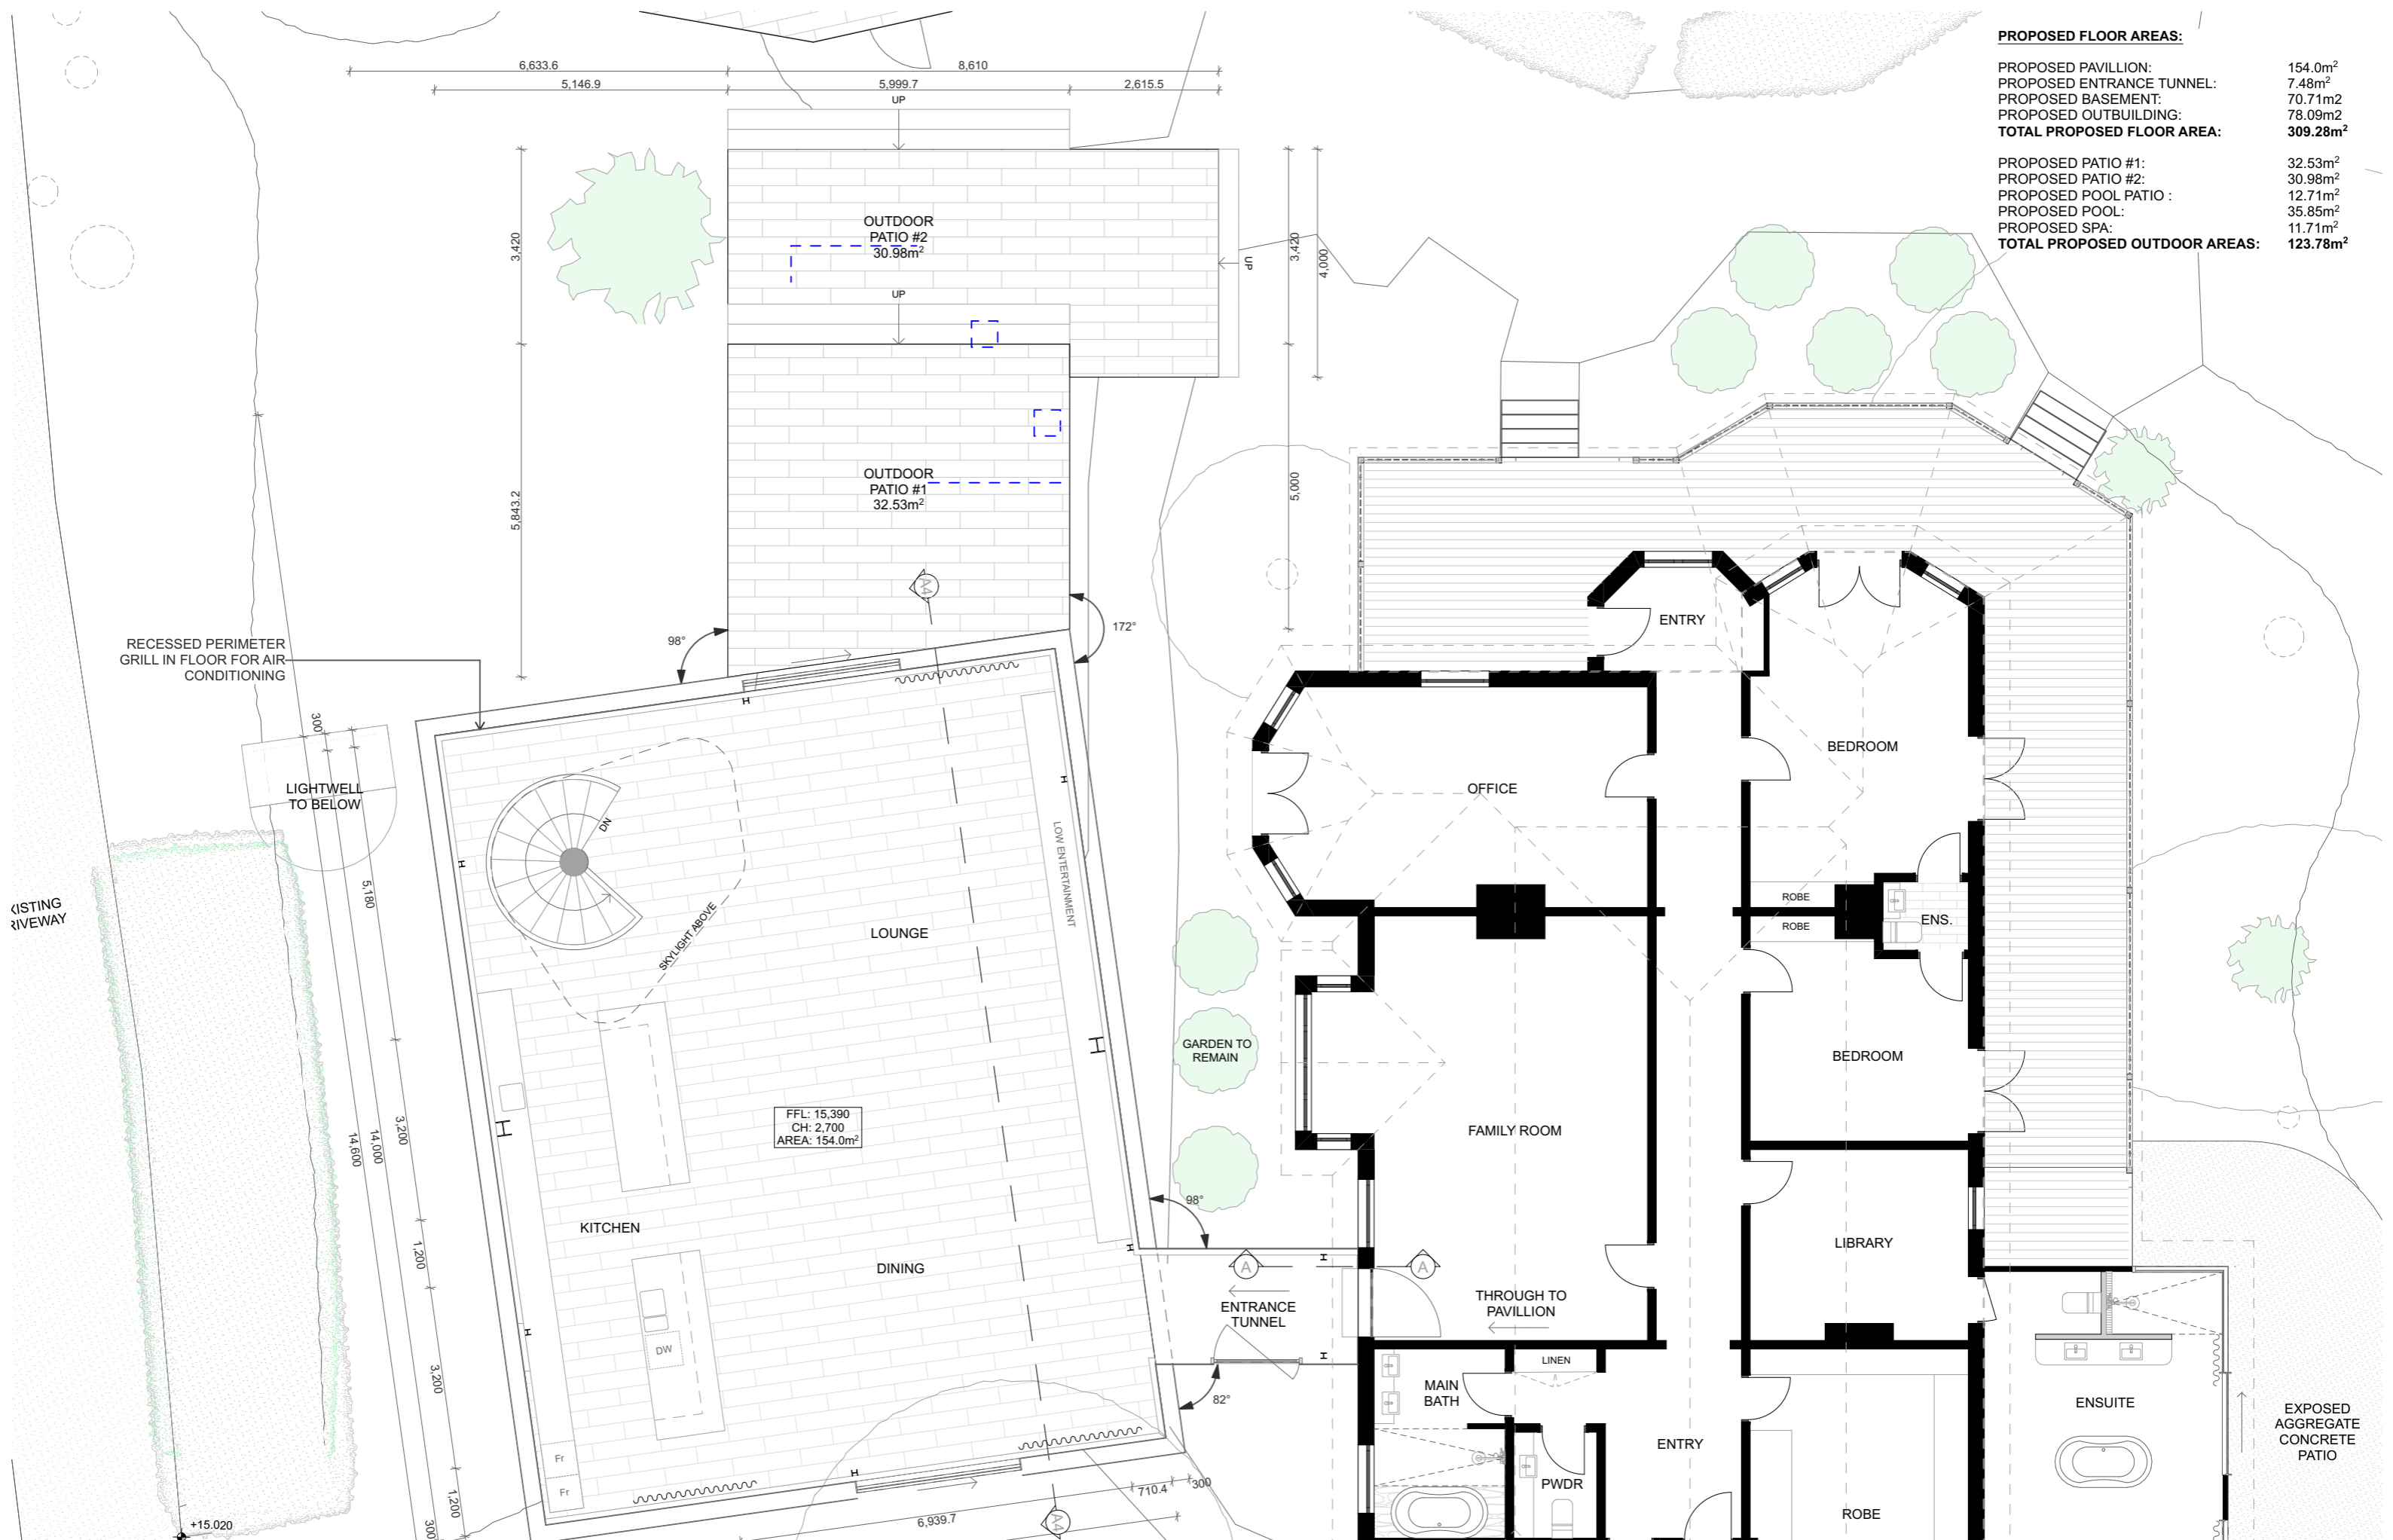 PROPOSED FLOOR AREAS:
PROPOSED PAVILLION: 154.0m²
PROPOSED ENTRANCE TUNNEL: 7.48m²
PROPOSED BASEMENT: 70.71m2
PROPOSED OUTBUILDING: 78.09m2
TOTAL PROPOSED FLOOR AREA: 309.28m²
PROPOSED PATIO #1: 32.53m²
PROPOSED PATIO #2: 30.98m²
PROPOSED POOL PATIO : 12.71m²
PROPOSED POOL: 35.85m²
PROPOSED SPA: 11.71m²
TOTAL PROPOSED OUTDOOR AREAS: 123.78m²
6,633.6
8,610
5,146.9
5,999.7
2,615.5
UP
3,420
OUTDOOR
PATIO #2
30.98m²
UP
UP
3,420
4,000
5,843.2
OUTDOOR
PATIO #1
32.53m²
5,000
A4
98°
172°
RECESSED PERIMETER
GRILL IN FLOOR FOR AIR
CONDITIONING
300
LIGHTWELL
TO BELOW
H
H
H
DN
SKYLIGHT ABOVE
LOUNGE
LOW ENTERTAINMENT
5,180
3,200
14,000
14,600
1,200
3,200
1,200
300
XISTING
RIVEWAY
H
H
FFL: 15,390
CH: 2,700
AREA: 154.0m²
KITCHEN
DINING
DW
H
H
H
H
H
Fr
Fr
+15.020
6,939.7
710.4
300
A4
98°
82°
A
A
ENTRANCE
TUNNEL
GARDEN TO
REMAIN
ENTRY
OFFICE
BEDROOM
ROBE
ROBE
ENS.
BEDROOM
FAMILY ROOM
LIBRARY
THROUGH TO
PAVILLION
LINEN
MAIN
BATH
PWDR
ENTRY
ROBE
ENSUITE
EXPOSED
AGGREGATE
CONCRETE
PATIO